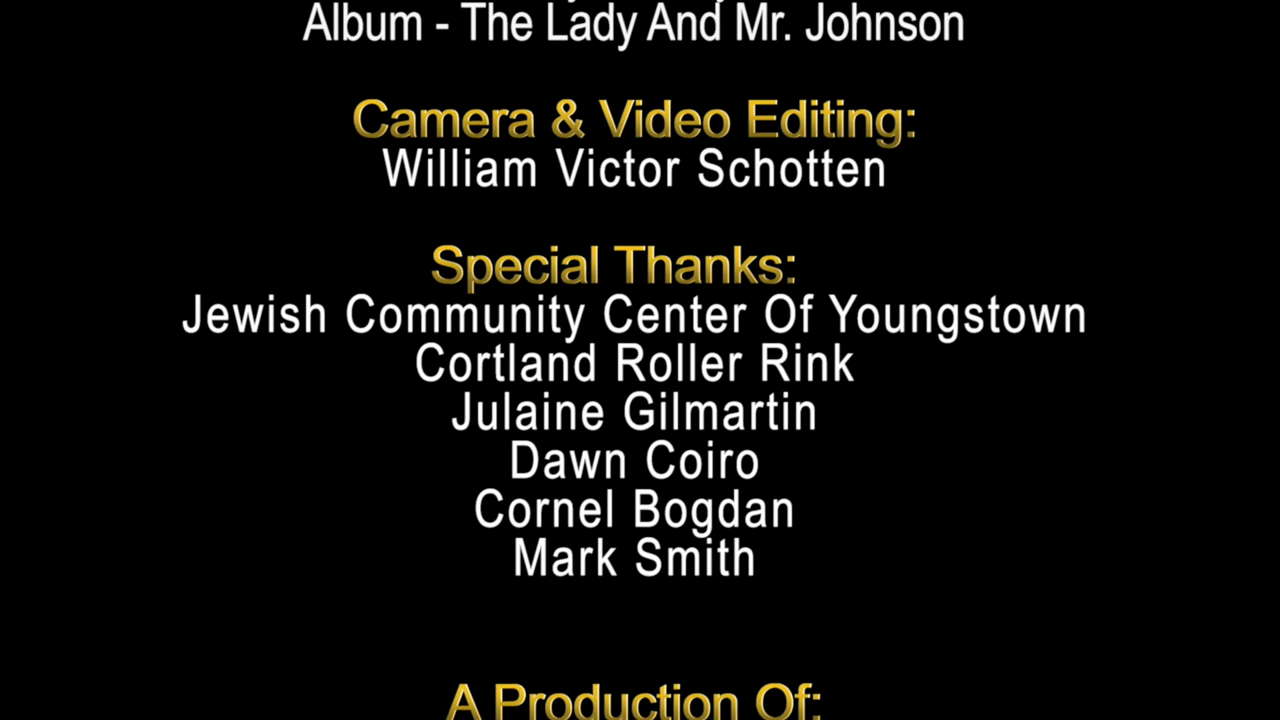 Album - The Lady And Mr. Johnson
Camera & Video Editing:
William Victor Schotten
Special Thanks:
Jewish Community Center Of Youngstown
Cortland Roller Rink
Julaine Gilmartin
Dawn Coiro
Cornel Bogdan
Mark Smith
A Production Of: